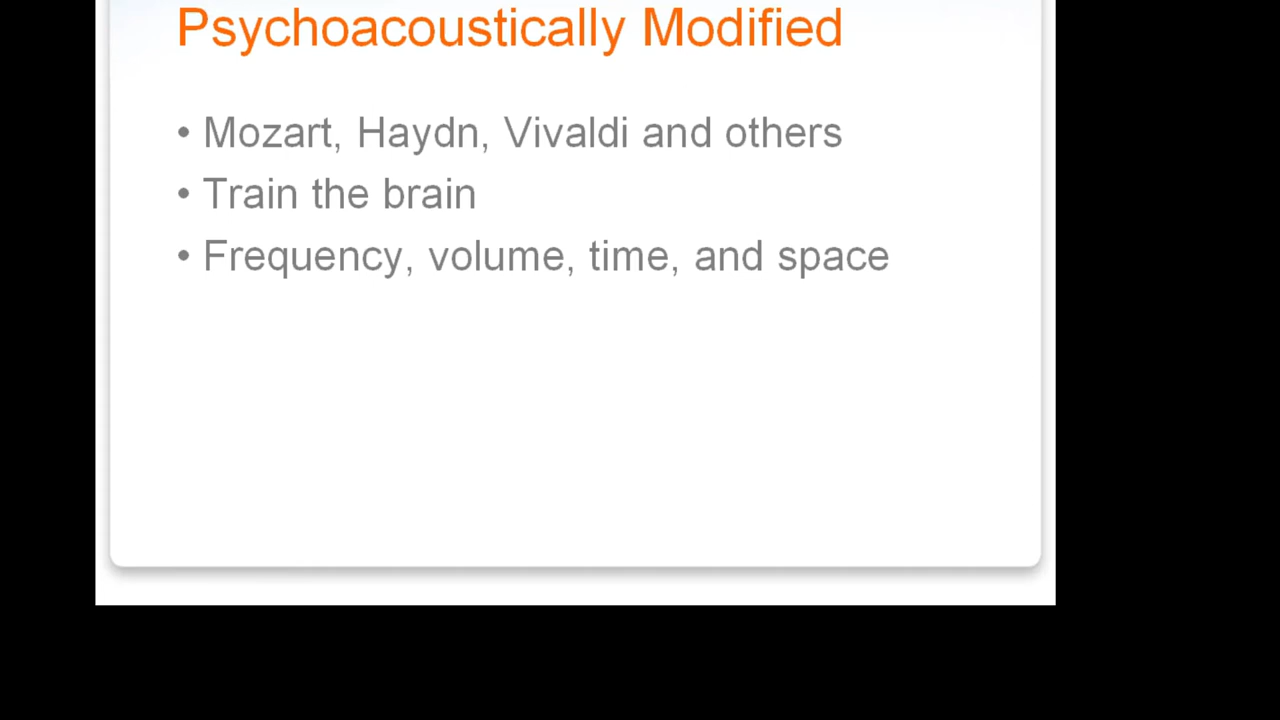 Psychoacoustically Modified
• Mozart, Haydn, Vivaldi and others
• Train the brain
• Frequency, volume, time, and space